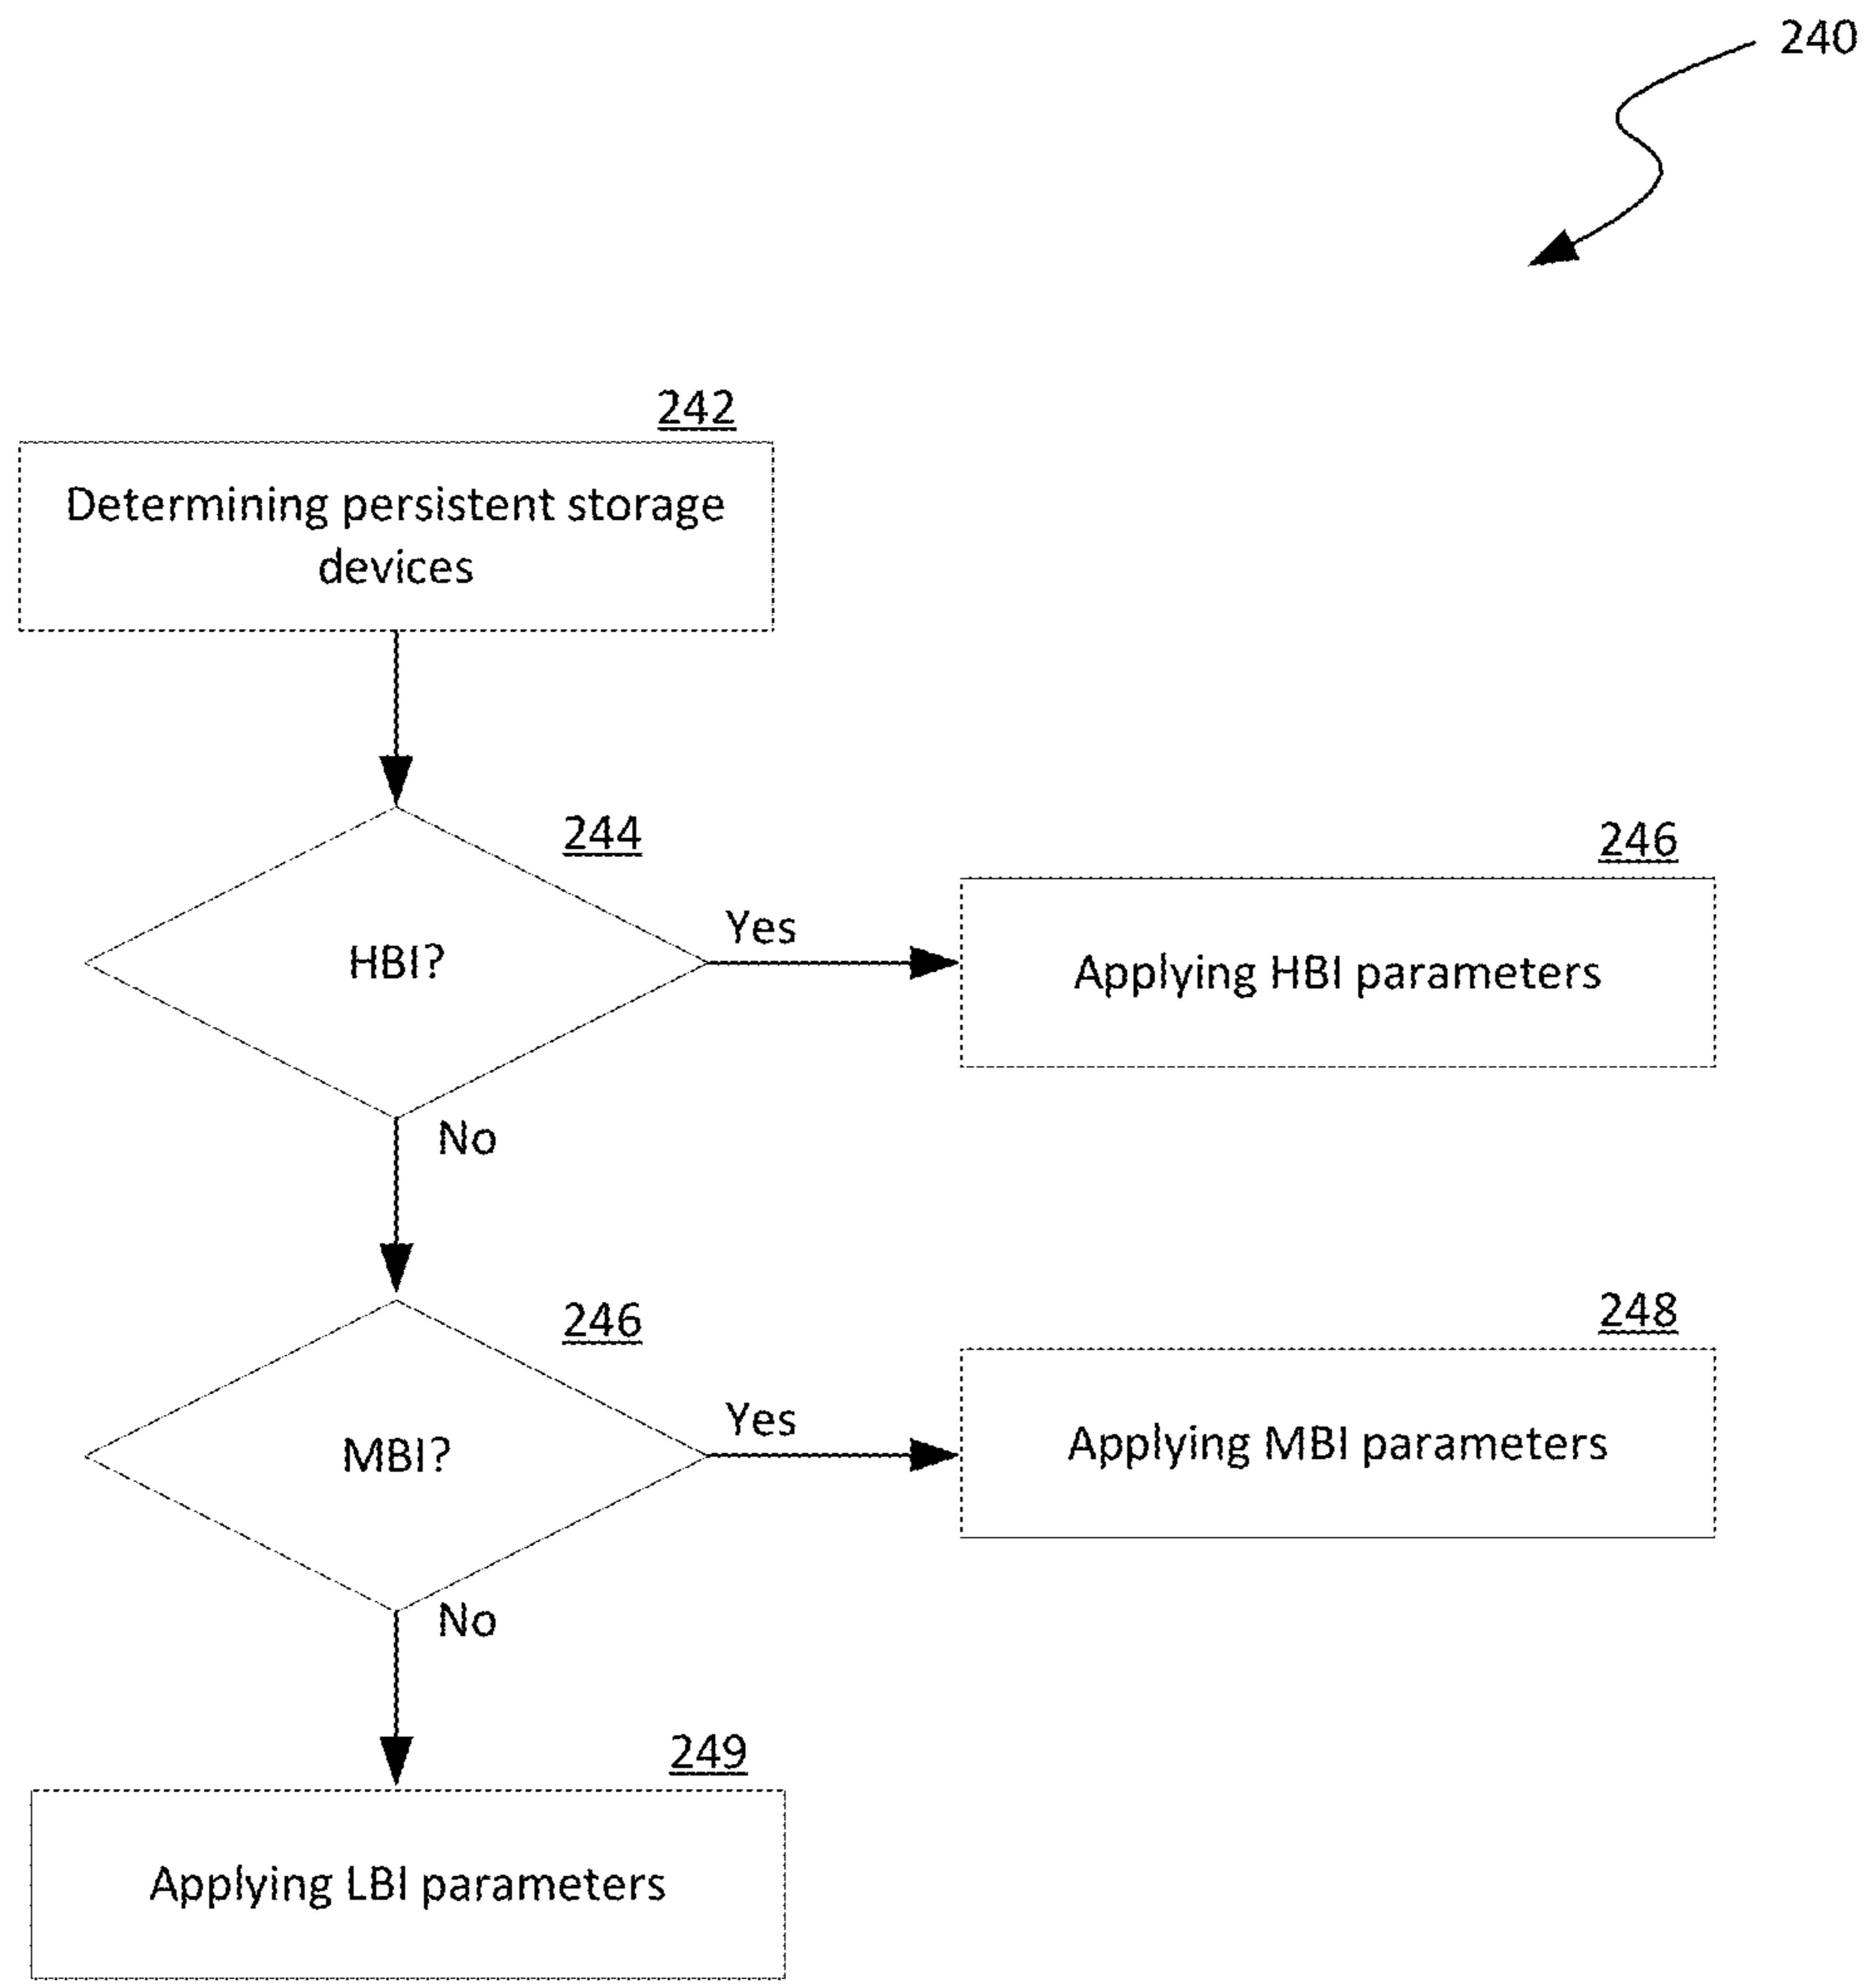 240
242
Determining persistent storage
devices
244
HBI?
Yes
246
Applying HBI parameters
No
246
MBI?
Yes
248
Applying MBI parameters
No
249
Applying LBI parameters